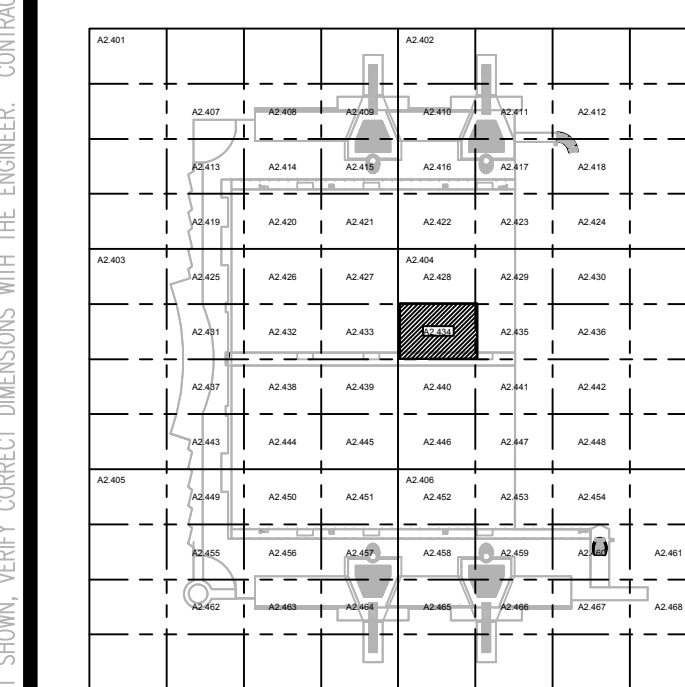 A2.401 A2.402
A2.407 A2.408 A2.409 A2.410 A2.411 A2.412
A2.413 A2.414 A2.415 A2.416 A2.417 A2.418
A2.419 A2.420 A2.421 A2.422 A2.423 A2.424
A2.403 A2.404
A2.425 A2.426 A2.427 A2.428 A2.429 A2.430
A2.431 A2.432 A2.433 A2.434 A2.435 A2.436
A2.437 A2.438 A2.439 A2.440 A2.441 A2.442
A2.443 A2.444 A2.445 A2.446 A2.447 A2.448
A2.405 A2.406
A2.449 A2.450 A2.451 A2.452 A2.453 A2.454
A2.455 A2.456 A2.457 A2.458 A2.459 A2.460 A2.461
A2.462 A2.463 A2.464 A2.465 A2.466 A2.467 A2.468
SHOWN, VERIFY CORRECT DIMENSIONS WITH THE ENGINEER. CONTRAC